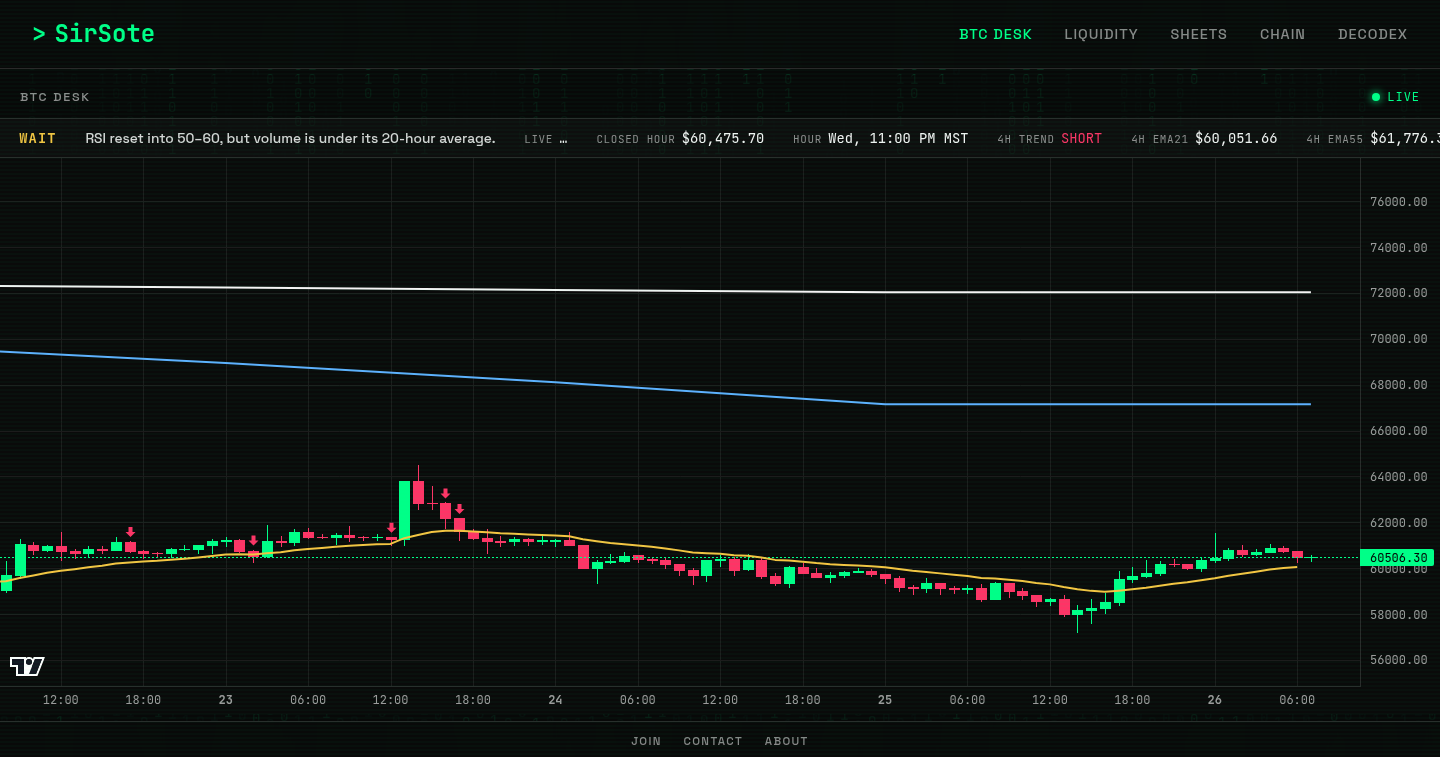 > SirSote
BTC DESK LIQUIDITY SHEETS CHAIN DECODEX
BTC DESK
LIVE
WAIT RSI reset into 50–60, but volume is under its 20-hour average. LIVE … CLOSED HOUR $60,475.70 HOUR Wed, 11:00 PM MST 4H TREND SHORT 4H EMA21 $60,051.66 4H EMA55 $61,776.3
76000.00
74000.00
72000.00
70000.00
68000.00
66000.00
64000.00
62000.00
60506.30
60000.00
58000.00
56000.00
12:00 18:00 23 06:00 12:00 18:00 24 06:00 12:00 18:00 25 06:00 12:00 18:00 26 06:00
JOIN CONTACT ABOUT